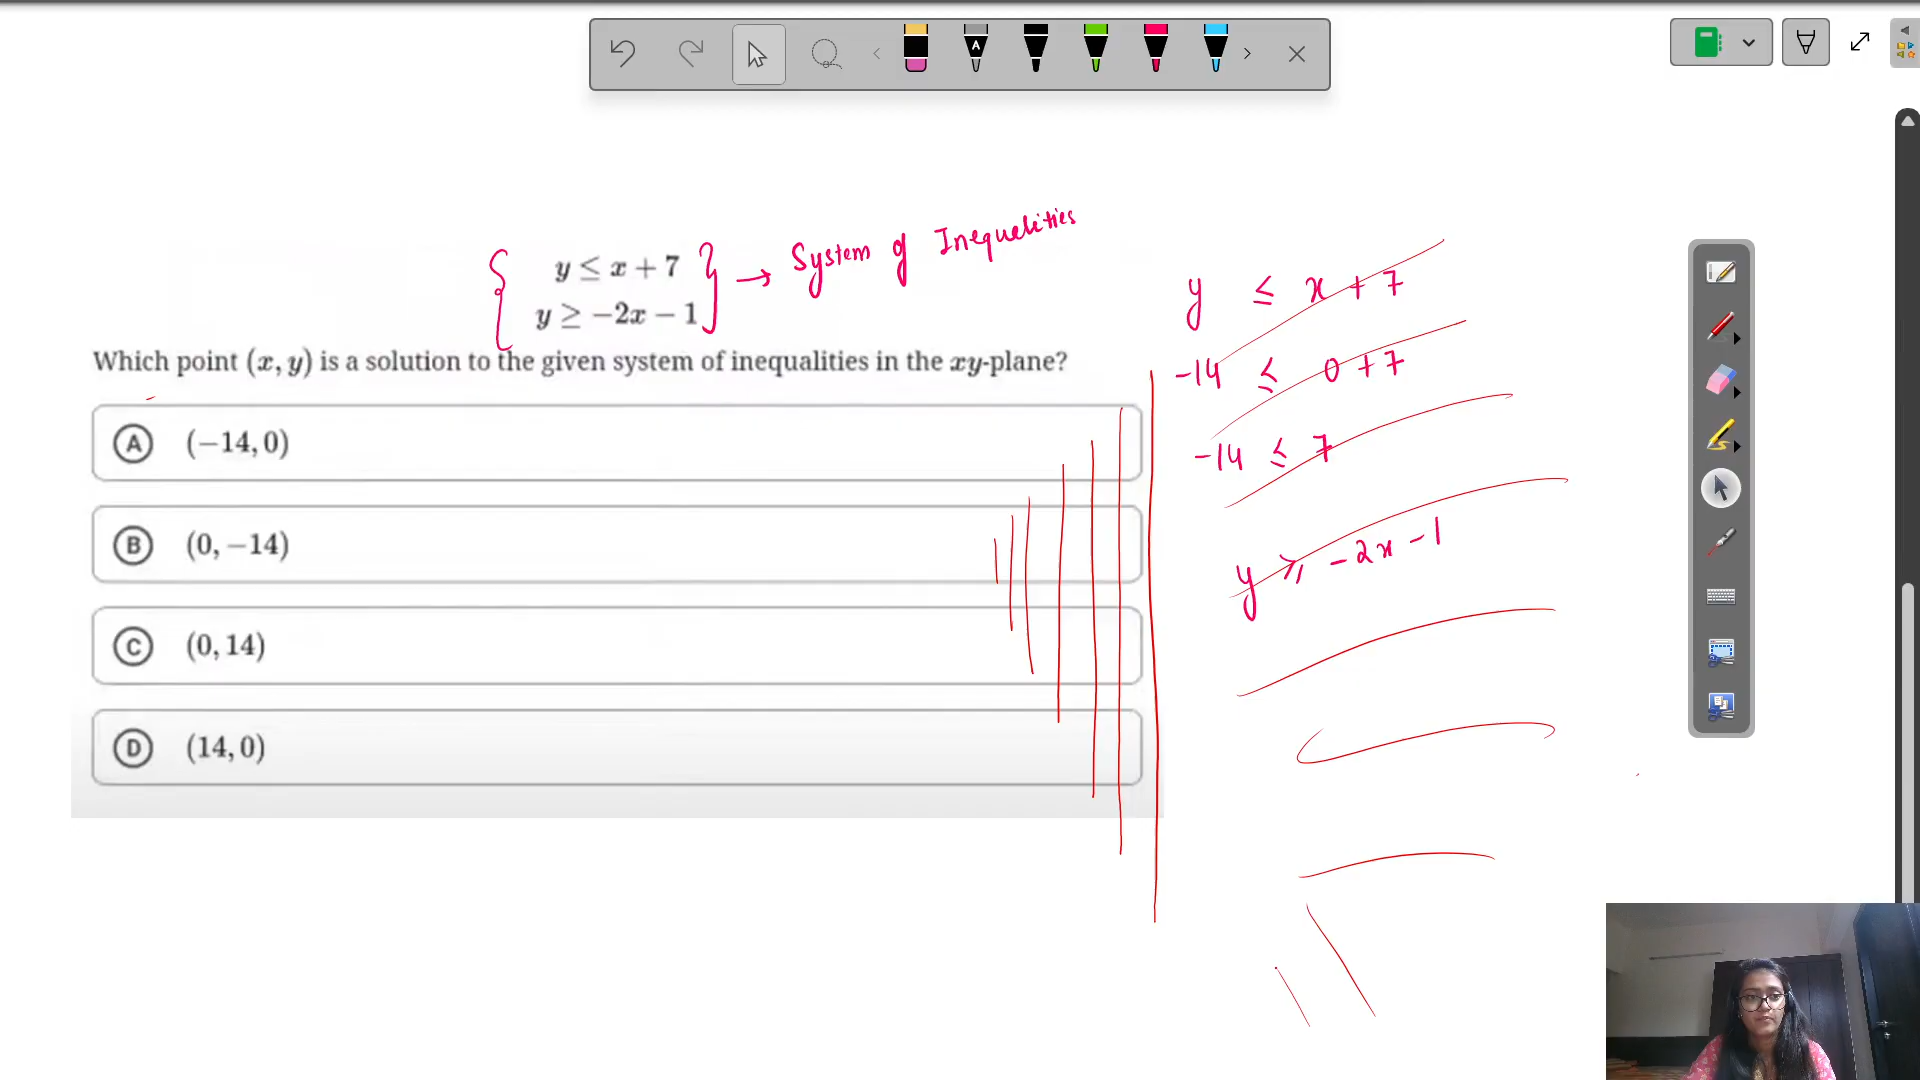 y ≤ x + 7
y ≥ −2x − 1
→ System of Inequelities
Which point (x, y) is a solution to the given system of inequalities in the xy-plane?
A (−14, 0)
B (0, −14)
C (0, 14)
D (14, 0)
y ≤ x + 7
-14 ≤ 0 + 7
-14 ≤ 7
y ≥ -2x - 1